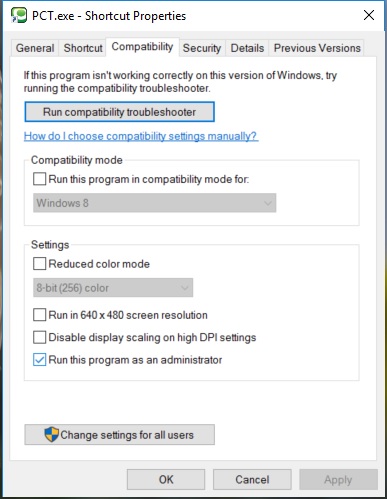 PCT.exe - Shortcut Properties
General Shortcut Compatibility Security Details Previous Versions
If this program isn't working correctly on this version of Windows, try
running the compatibility troubleshooter.
Run compatibility troubleshooter
How do I choose compatibility settings manually?
Compatibility mode
Run this program in compatibility mode for:
Windows 8
Settings
Reduced color mode
8-bit (256) color
Run in 640 x 480 screen resolution
Disable display scaling on high DPI settings
Run this program as an administrator
Change settings for all users
OK Cancel Apply